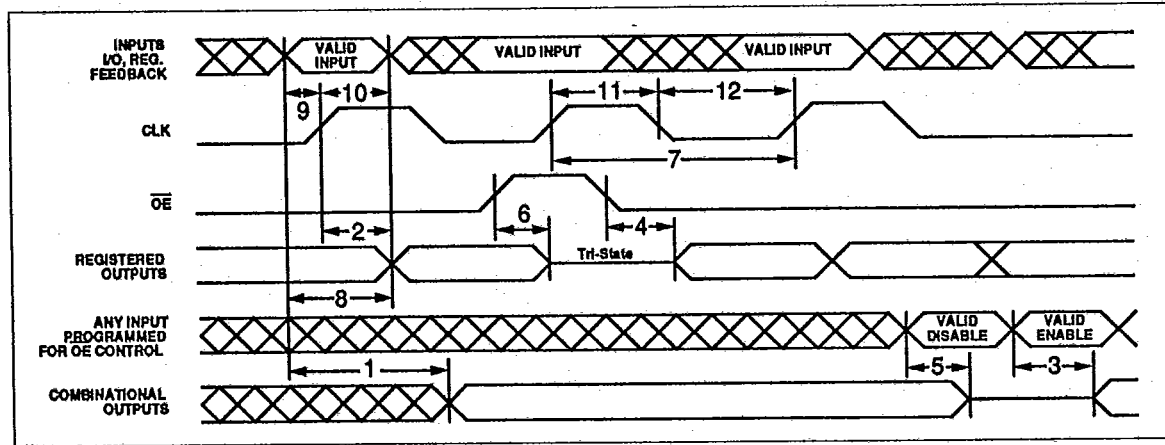 INPUTS
I/O, REG.
FEEDBACK
VALID
INPUT
VALID INPUT
VALID INPUT
9
10
11
12
CLK
7
OE
6
4
2
REGISTERED
OUTPUTS
Tri-State
8
ANY INPUT
PROGRAMMED
FOR OE CONTROL
VALID
DISABLE
VALID
ENABLE
1
5
3
COMBINATIONAL
OUTPUTS